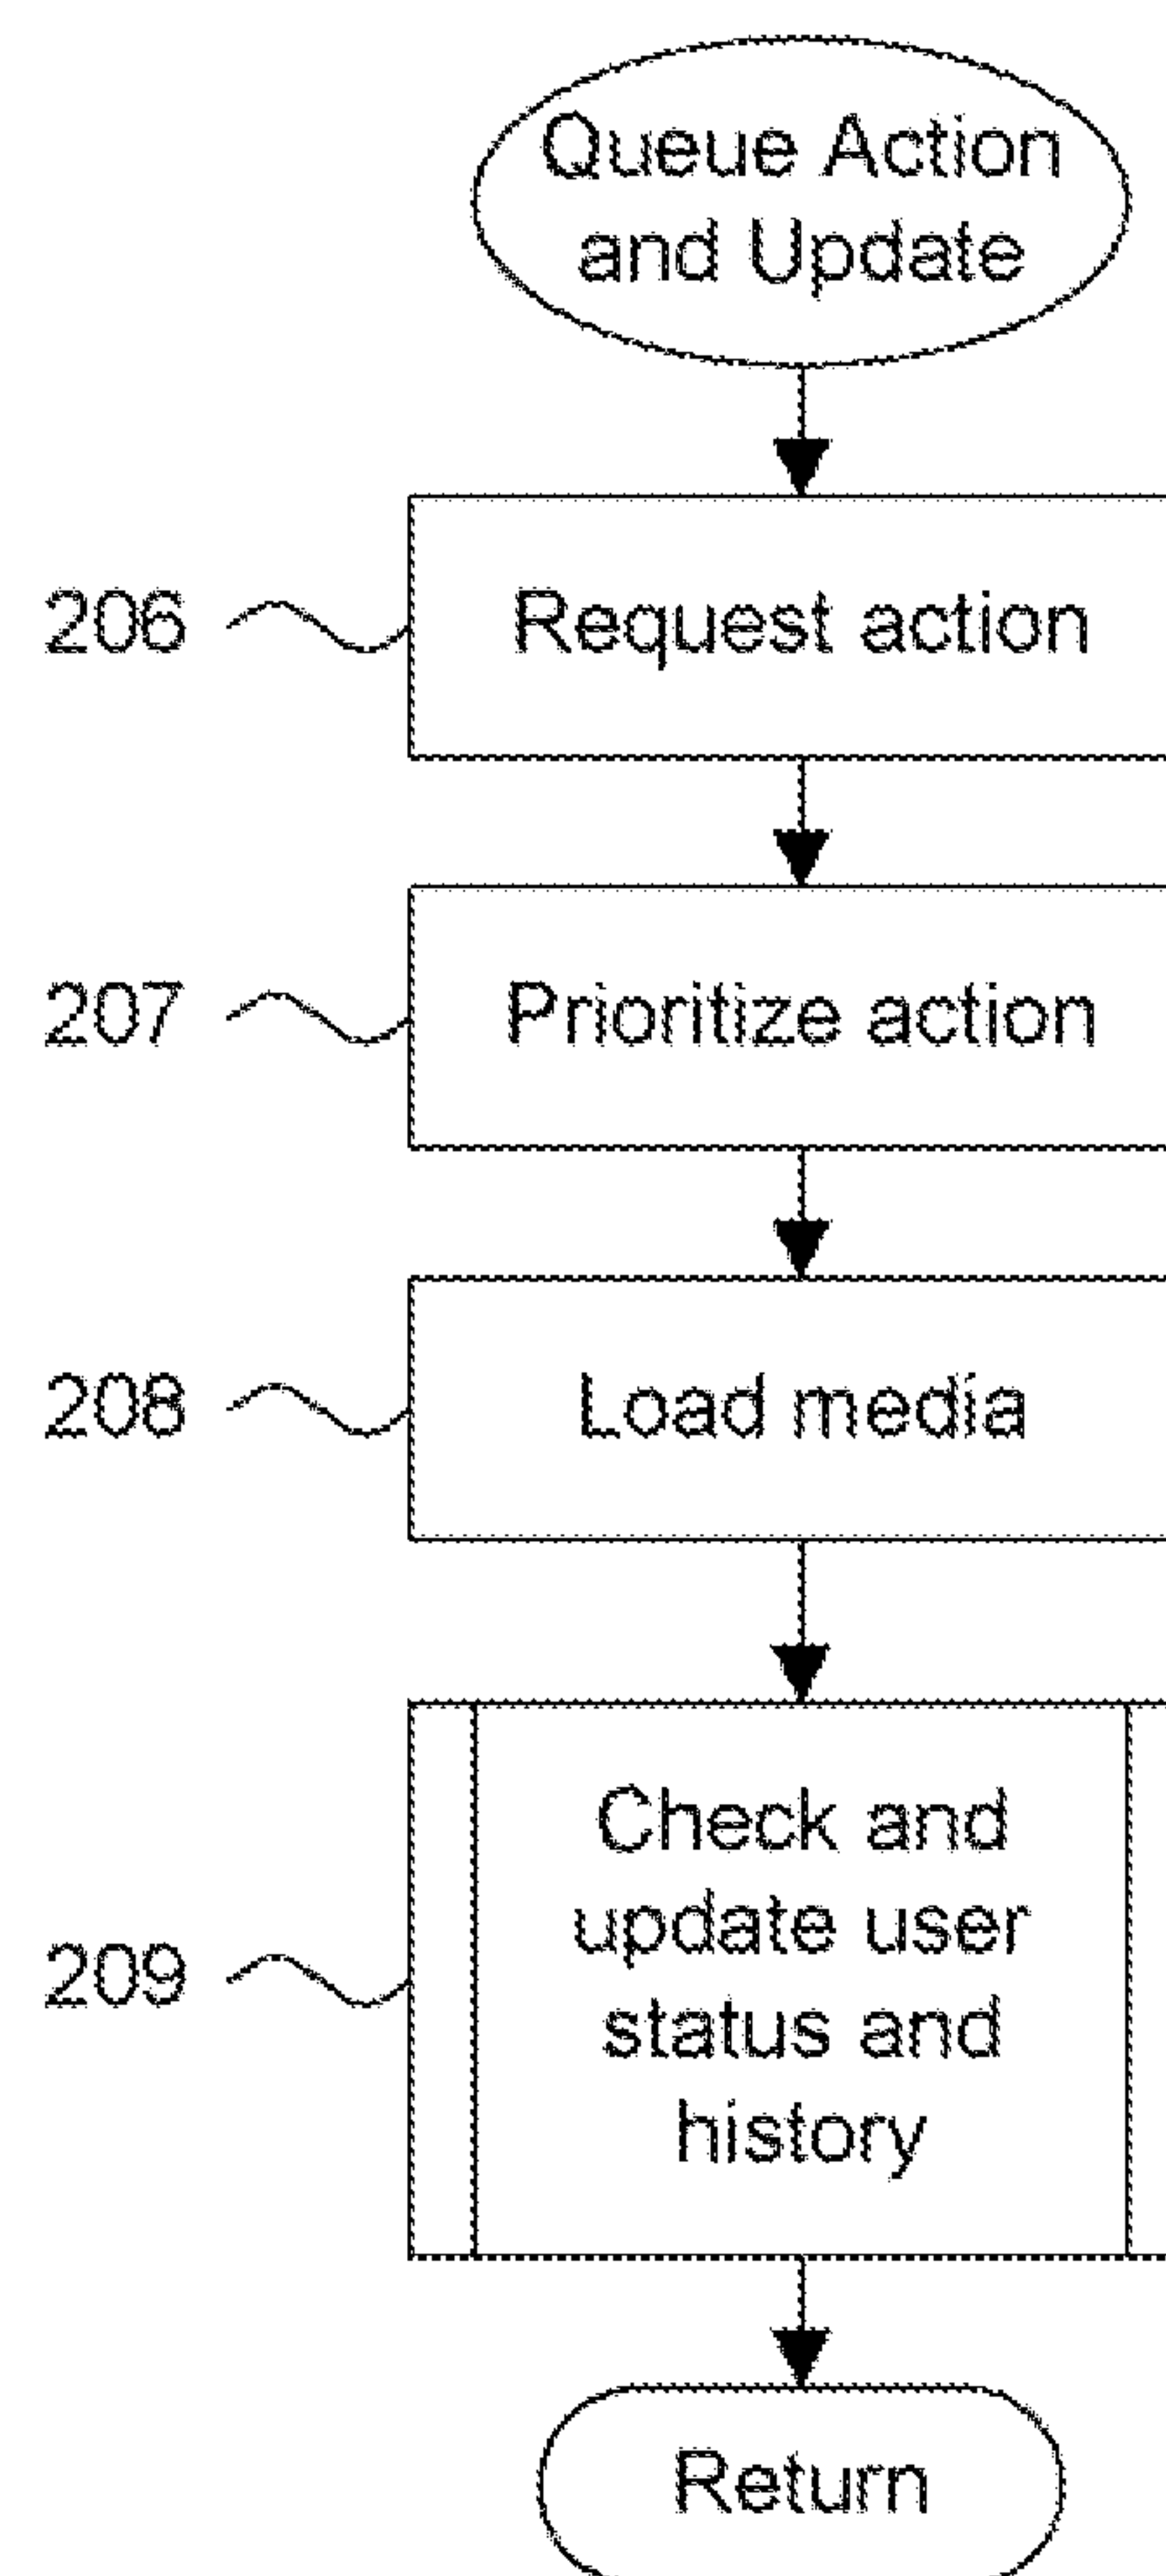 Queue Action
and Update
206 Request action
207 Prioritize action
208 Load media
Check and
update user
209
status and
history
Return